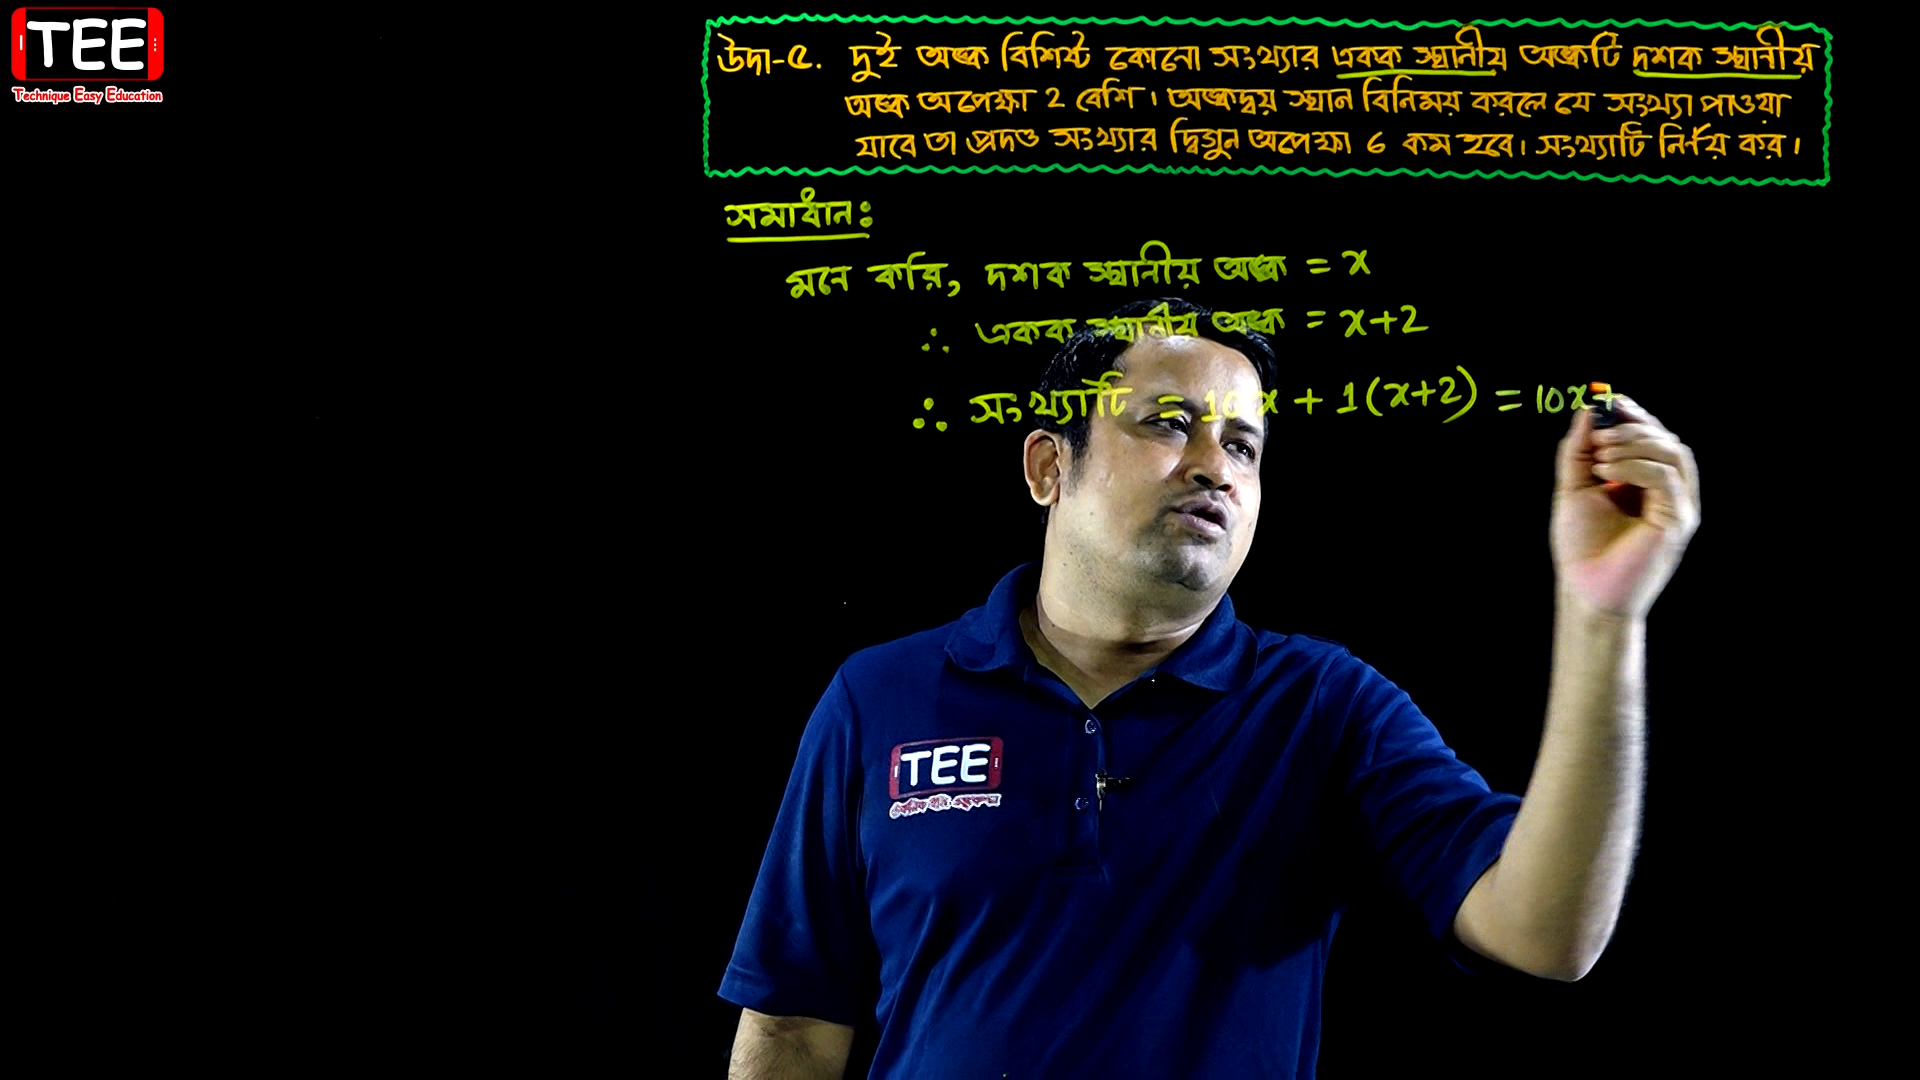 TEE
Technique Easy Education
উদা-৫. দুই অঙ্ক বিশিষ্ট কোনো সংখ্যার একক স্থানীয় অঙ্কটি দশক স্থানীয়
অঙ্ক অপেক্ষা 2 বেশি। অঙ্কদ্বয় স্থান বিনিময় করলে যে সংখ্যা পাওয়া
যাবে তা প্রদত্ত সংখ্যার দ্বিগুন অপেক্ষা 6 কম হবে। সংখ্যাটি নির্ণয় কর।
সমাধান:
মনে করি, দশক স্থানীয় অঙ্ক = x
∴ একক স্থানীয় অঙ্ক = x+2
∴ সংখ্যাটি = 10x + 1(x+2) = 10x+
TEE